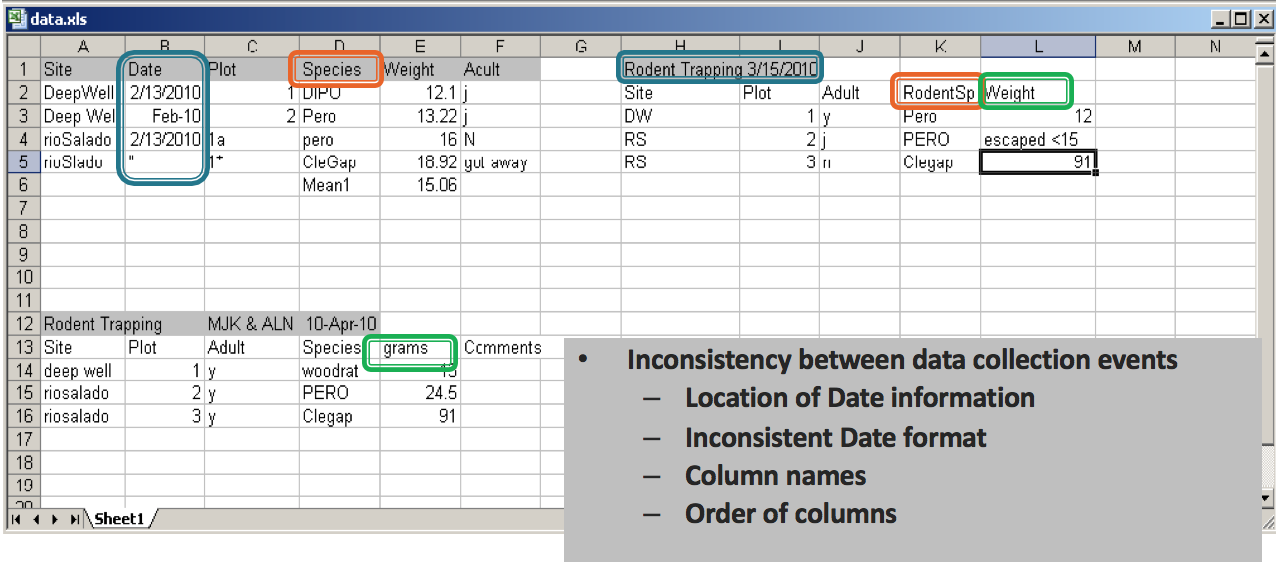 data.xls
A B C D E F G H I J K L M N
1 Site Date Plot Species Weight Acult Rodent Trapping 3/15/2010
2 DeepWell 2/13/2010 1 DIPO 12.1 j Site Plot Adult RodentSp Weight
3 Deep Wel Feb-10 2 Pero 13.22 j DW 1 y Pero 12
4 rioSalado 2/13/2010 1a pero 16 N RS 2 j PERO escaped <15
5 rioSlado " 1* CleGap 18.92 gut away RS 3 n Clegap 91
6 Mean1 15.06
7
8
9
10
11
12 Rodent Trapping MJK & ALN 10-Apr-10
13 Site Plot Adult Species grams Comments
14 deep well 1 y woodrat
15 riosalado 2 y PERO 24.5
16 riosalado 3 y Clegap 91
17
18
19
20
Sheet1
• Inconsistency between data collection events
– Location of Date information
– Inconsistent Date format
– Column names
– Order of columns